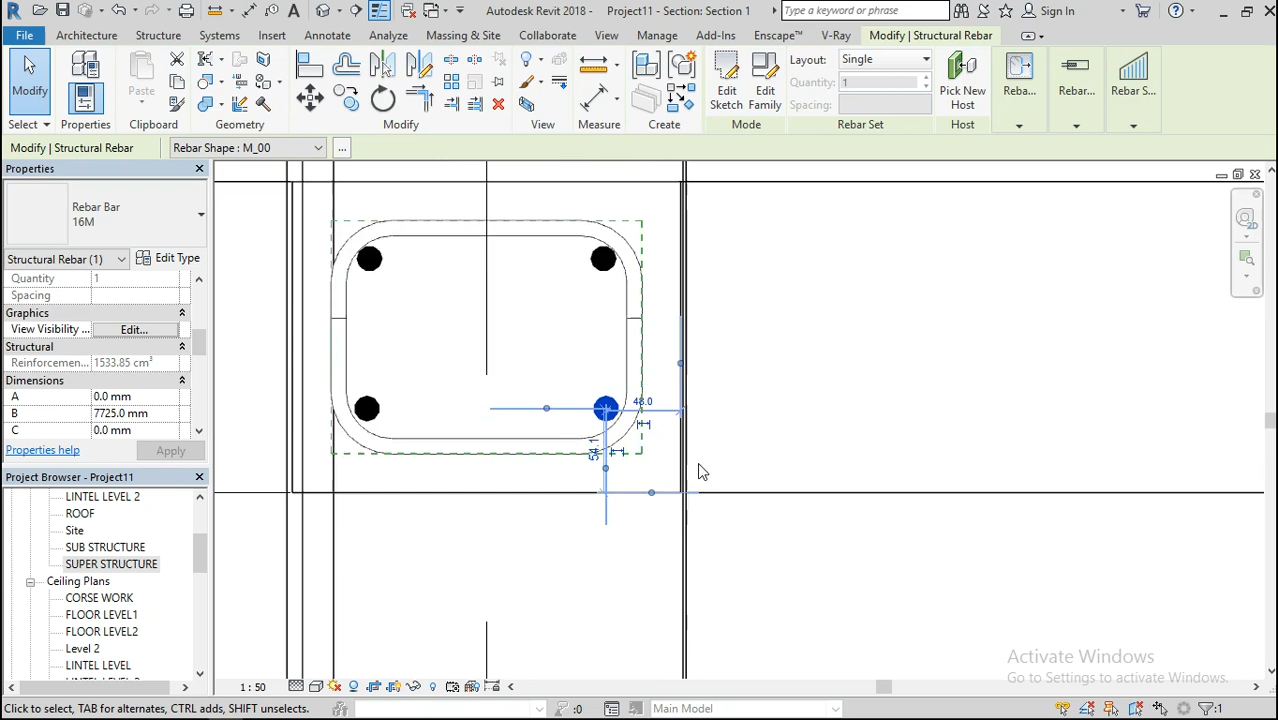 Autodesk Revit 2018 - Project11 - Section: Section 1
Type a keyword or phrase
Sign In
File Architecture Structure Systems Insert Annotate Analyze Massing & Site Collaborate View Manage Add-Ins Enscape™ V-Ray Modify | Structural Rebar
Modify
Paste
Edit Sketch
Edit Family
Layout: Single
Quantity: 1
Spacing:
Pick New Host
Reba...
Rebar...
Rebar S...
Select Properties Clipboard Geometry Modify View Measure Create Mode Rebar Set Host
Modify | Structural Rebar
Rebar Shape : M_00
...
Properties
Rebar Bar
16M
Structural Rebar (1)
Edit Type
Quantity 1
Spacing
Graphics
View Visibility ... Edit...
Structural
Reinforcemen... 1533.85 cm³
Dimensions
A 0.0 mm
B 7725.0 mm
C 0.0 mm
Properties help
Apply
Project Browser - Project11
LINTEL LEVEL 2
ROOF
Site
SUB STRUCTURE
SUPER STRUCTURE
Ceiling Plans
CORSE WORK
FLOOR LEVEL1
FLOOR LEVEL2
Level 2
LINTEL LEVEL
48.0
54.1
2D
Activate Windows
Go to Settings to activate Windows.
1 : 50
Click to select, TAB for alternates, CTRL adds, SHIFT unselects.
:0
Main Model
:1